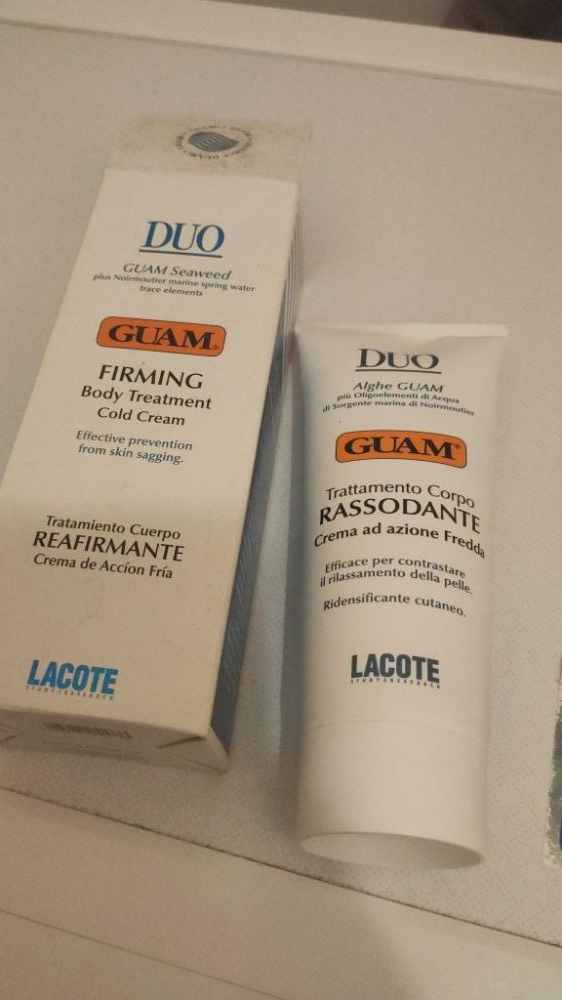 DUO
GUAM Seaweed
plus Noirmoutier marine spring water
trace elements
GUAM®
FIRMING
Body Treatment
Cold Cream
Effective prevention
from skin sagging.
Tratamiento Cuerpo
REAFIRMANTE
Crema de Accíon Fría
LACOTE
DUO
Alghe GUAM
più Oligoelementi di Acqua
di Sorgente marina di Noirmoutier
GUAM®
Trattamento Corpo
RASSODANTE
Crema ad azione Fredda
Efficace per contrastare
il rilassamento della pelle.
Ridensificante cutaneo.
LACOTE